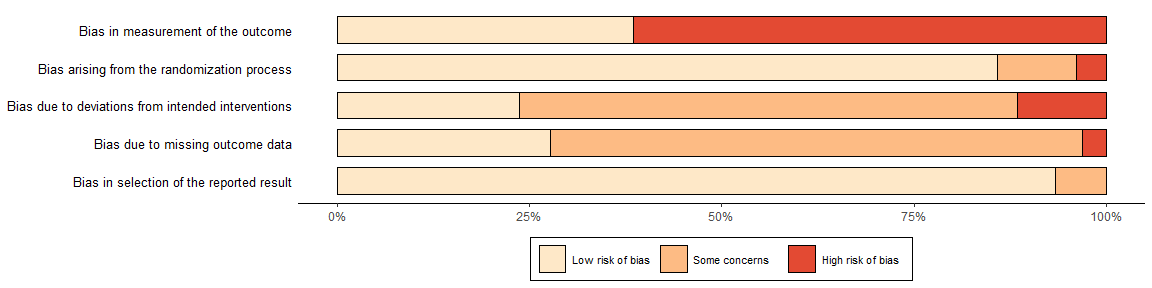 Bias in measurement of the outcome
Bias arising from the randomization process
Bias due to deviations from intended interventions
Bias due to missing outcome data
Bias in selection of the reported result
0% 25% 50% 75% 100%
Low risk of bias Some concerns High risk of bias